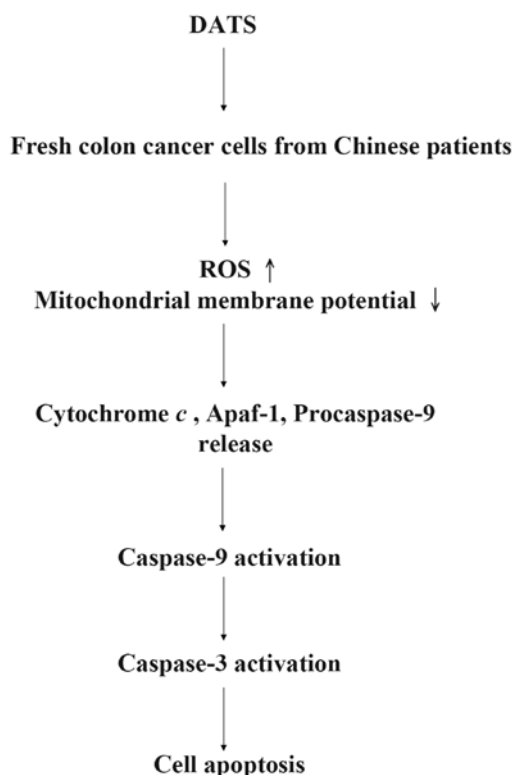 DATS
Fresh colon cancer cells from Chinese patients
ROS ↑
Mitochondrial membrane potential ↓
Cytochrome c , Apaf-1, Procaspase-9
release
Caspase-9 activation
Caspase-3 activation
Cell apoptosis